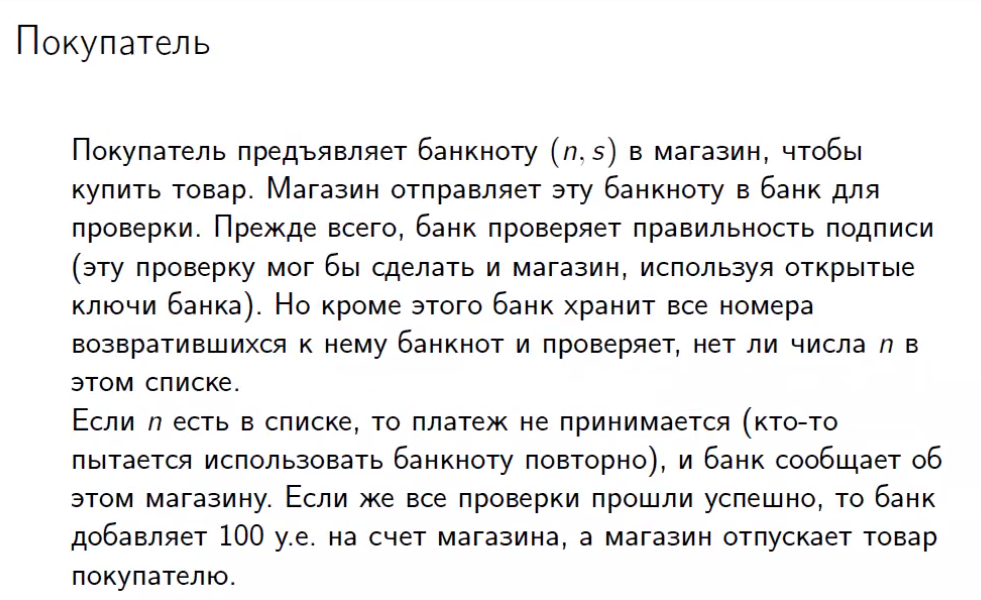 Покупатель
Покупатель предъявляет банкноту (n, s) в магазин, чтобы
купить товар. Магазин отправляет эту банкноту в банк для
проверки. Прежде всего, банк проверяет правильность подписи
(эту проверку мог бы сделать и магазин, используя открытые
ключи банка). Но кроме этого банк хранит все номера
возвратившихся к нему банкнот и проверяет, нет ли числа n в
этом списке.
Если n есть в списке, то платеж не принимается (кто-то
пытается использовать банкноту повторно), и банк сообщает об
этом магазину. Если же все проверки прошли успешно, то банк
добавляет 100 у.е. на счет магазина, а магазин отпускает товар
покупателю.